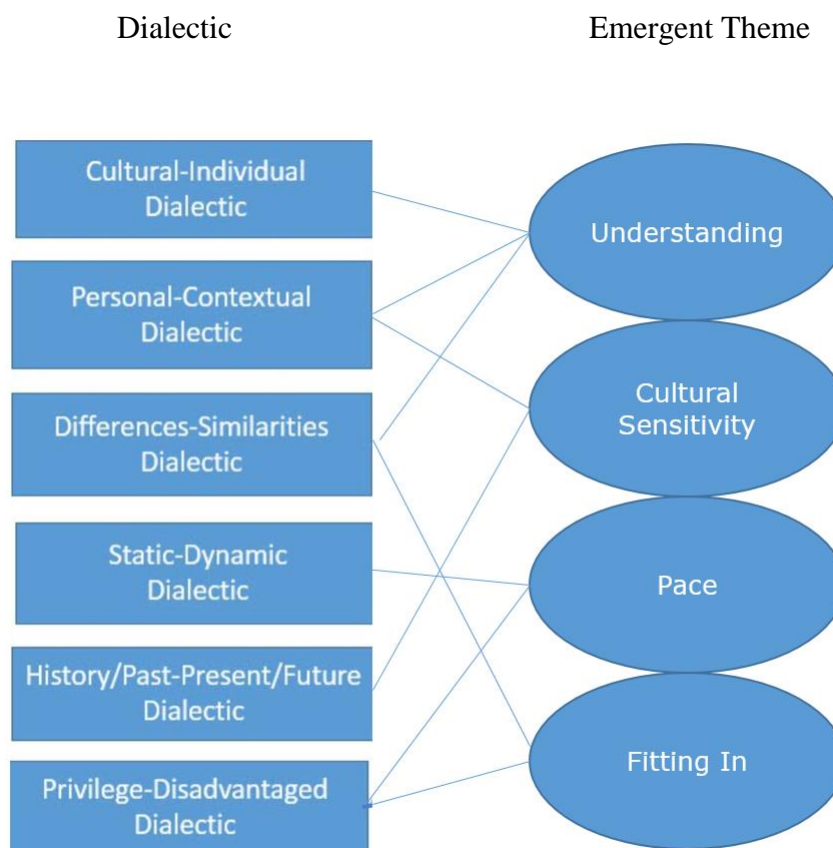 Dialectic
Emergent Theme
Cultural-Individual
Dialectic
Personal-Contextual
Dialectic
Differences-Similarities
Dialectic
Static-Dynamic
Dialectic
History/Past-Present/Future
Dialectic
Privilege-Disadvantaged
Dialectic
Understanding
Cultural
Sensitivity
Pace
Fitting In